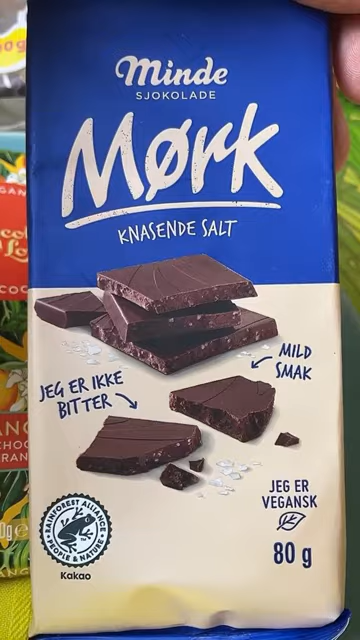 Minde
SJOKOLADE
Mørk
KNASENDE SALT
MILD
SMAK
JEG ER IKKE
BITTER
JEG ER
VEGANSK
80 g
RAINFOREST ALLIANCE
PEOPLE & NATURE
Kakao